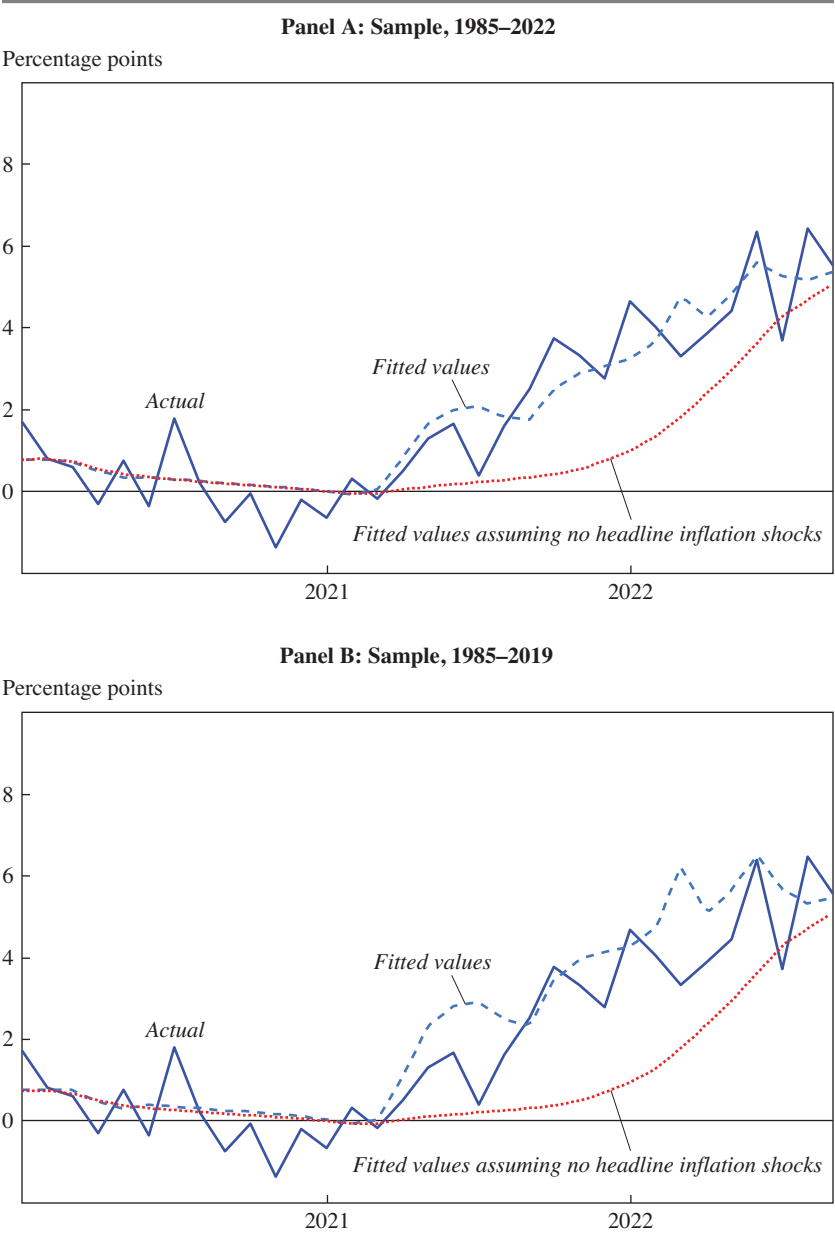 Panel A: Sample, 1985–2022
Percentage points
8
6
4
Fitted values
Actual
2
0
Fitted values assuming no headline inflation shocks
2021 2022
Panel B: Sample, 1985–2019
Percentage points
8
6
4
Fitted values
2
Actual
0
Fitted values assuming no headline inflation shocks
2021 2022